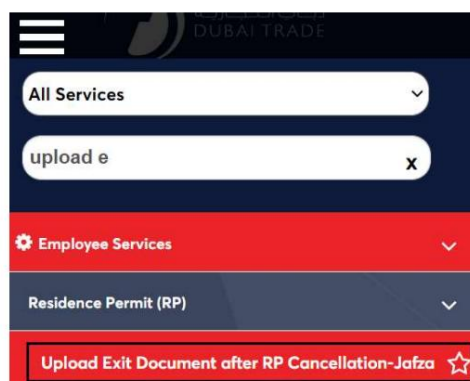 DUBAI TRADE
All Services
upload e
x
Employee Services
Residence Permit (RP)
Upload Exit Document after RP Cancellation-Jafza